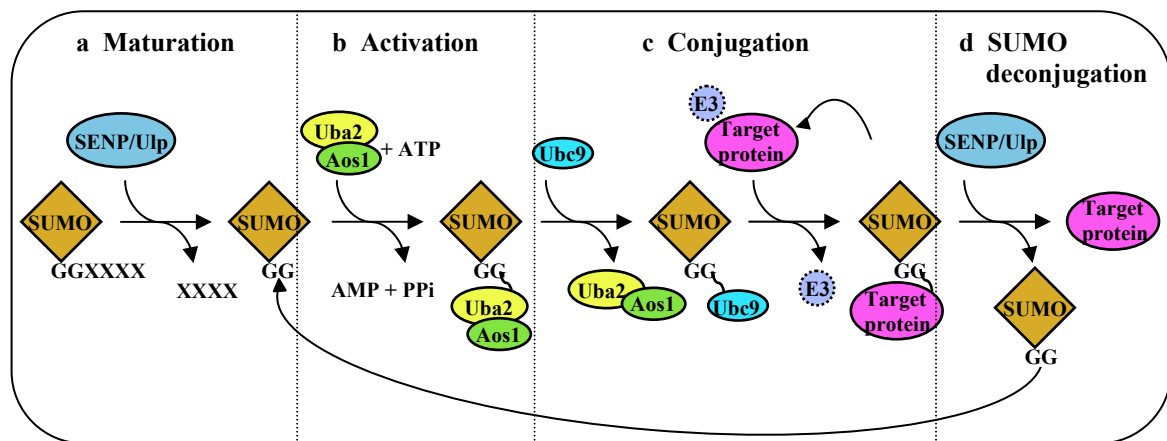 a Maturation
b Activation
c Conjugation
d SUMO
deconjugation
SENP/Ulp
SUMO
GGXXXX
XXXX
SUMO
GG
Uba2
Aos1
+ ATP
AMP + PPi
SUMO
GG
Uba2
Aos1
Ubc9
Uba2
Aos1
SUMO
GG
Ubc9
E3
Target
protein
E3
SUMO
GG
Target
protein
SENP/Ulp
Target
protein
SUMO
GG